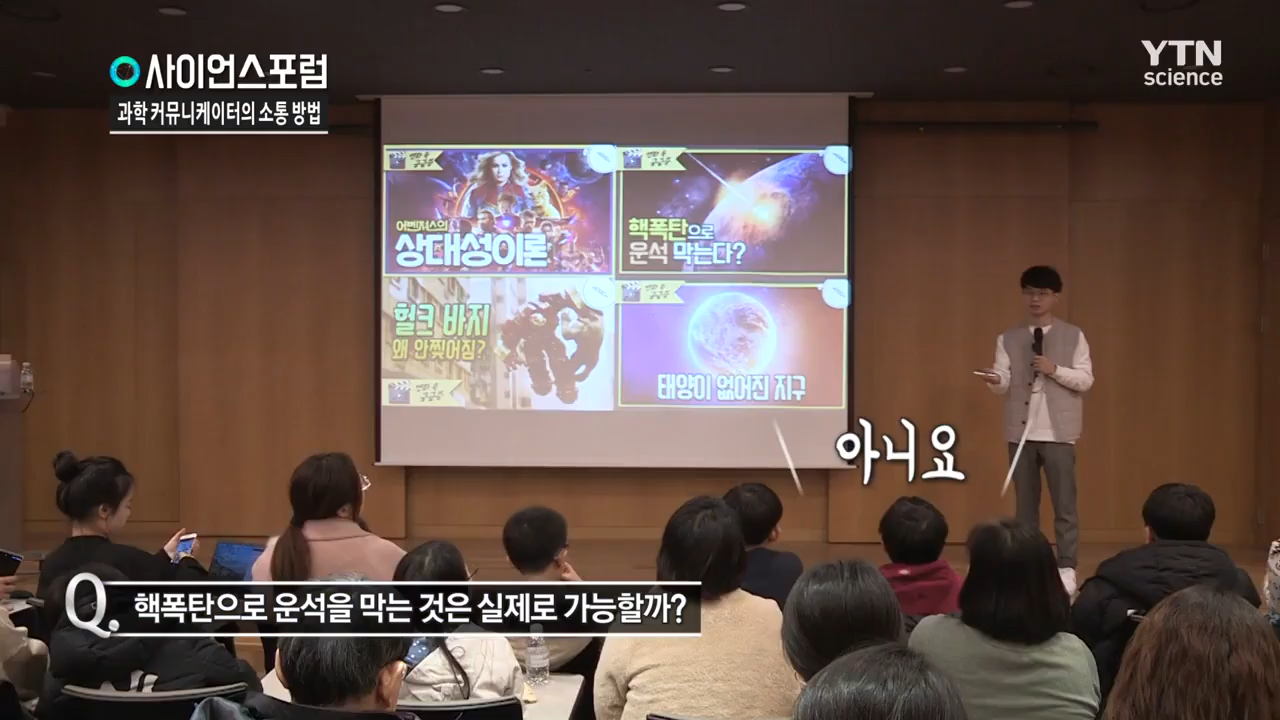 사이언스포럼
과학 커뮤니케이터의 소통 방법
YTN
science
어벤져스의
상대성이론
핵폭탄으로
운석 막는다?
헐크 바지
왜 안찢어짐?
태양이 없어진 지구
아니요
Q. 핵폭탄으로 운석을 막는 것은 실제로 가능할까?